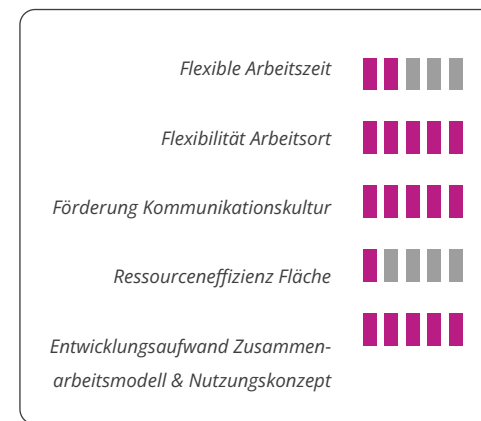 Flexible Arbeitszeit
Flexibilität Arbeitsort
Förderung Kommunikationskultur
Ressourceneffizienz Fläche
Entwicklungsaufwand Zusammen-
arbeitsmodell & Nutzungskonzept